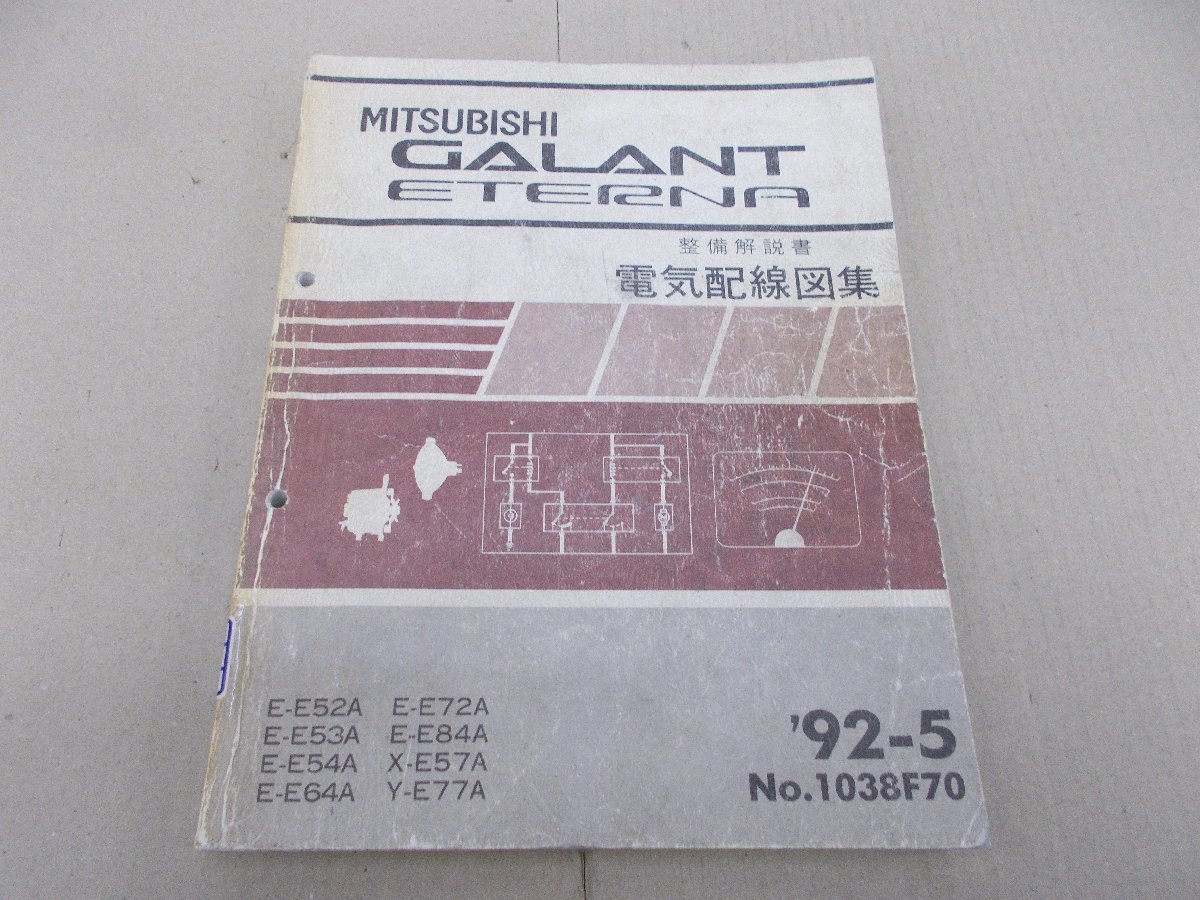 MITSUBISHI
GALANT
ETERNA
整備解説書
電気配線図集
E-E52A E-E72A
E-E53A E-E84A
E-E54A X-E57A
E-E64A Y-E77A
'92-5
No.1038F70